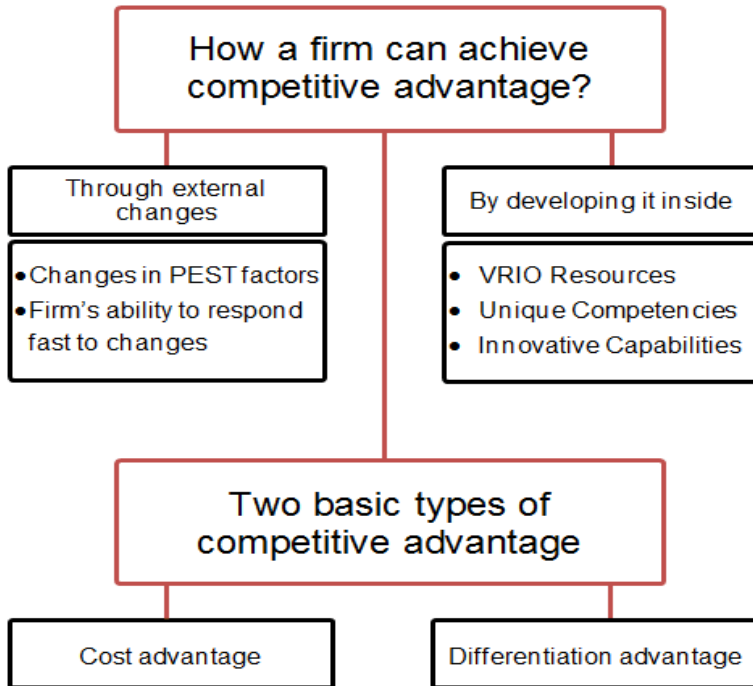 How a firm can achieve
competitive advantage?
Through external
changes
By developing it inside
•Changes in PEST factors
•Firm's ability to respond
fast to changes
• VRIO Resources
• Unique Competencies
• Innovative Capabilities
Two basic types of
competitive advantage
Cost advantage
Differentiation advantage